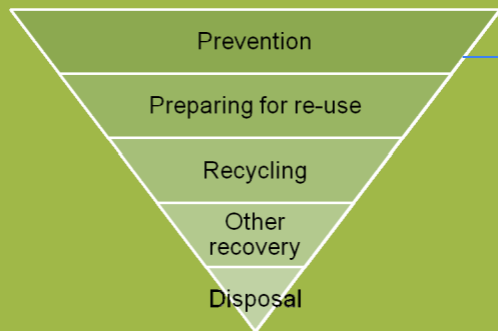 Prevention
Preparing for re-use
Recycling
Other
recovery
Disposal